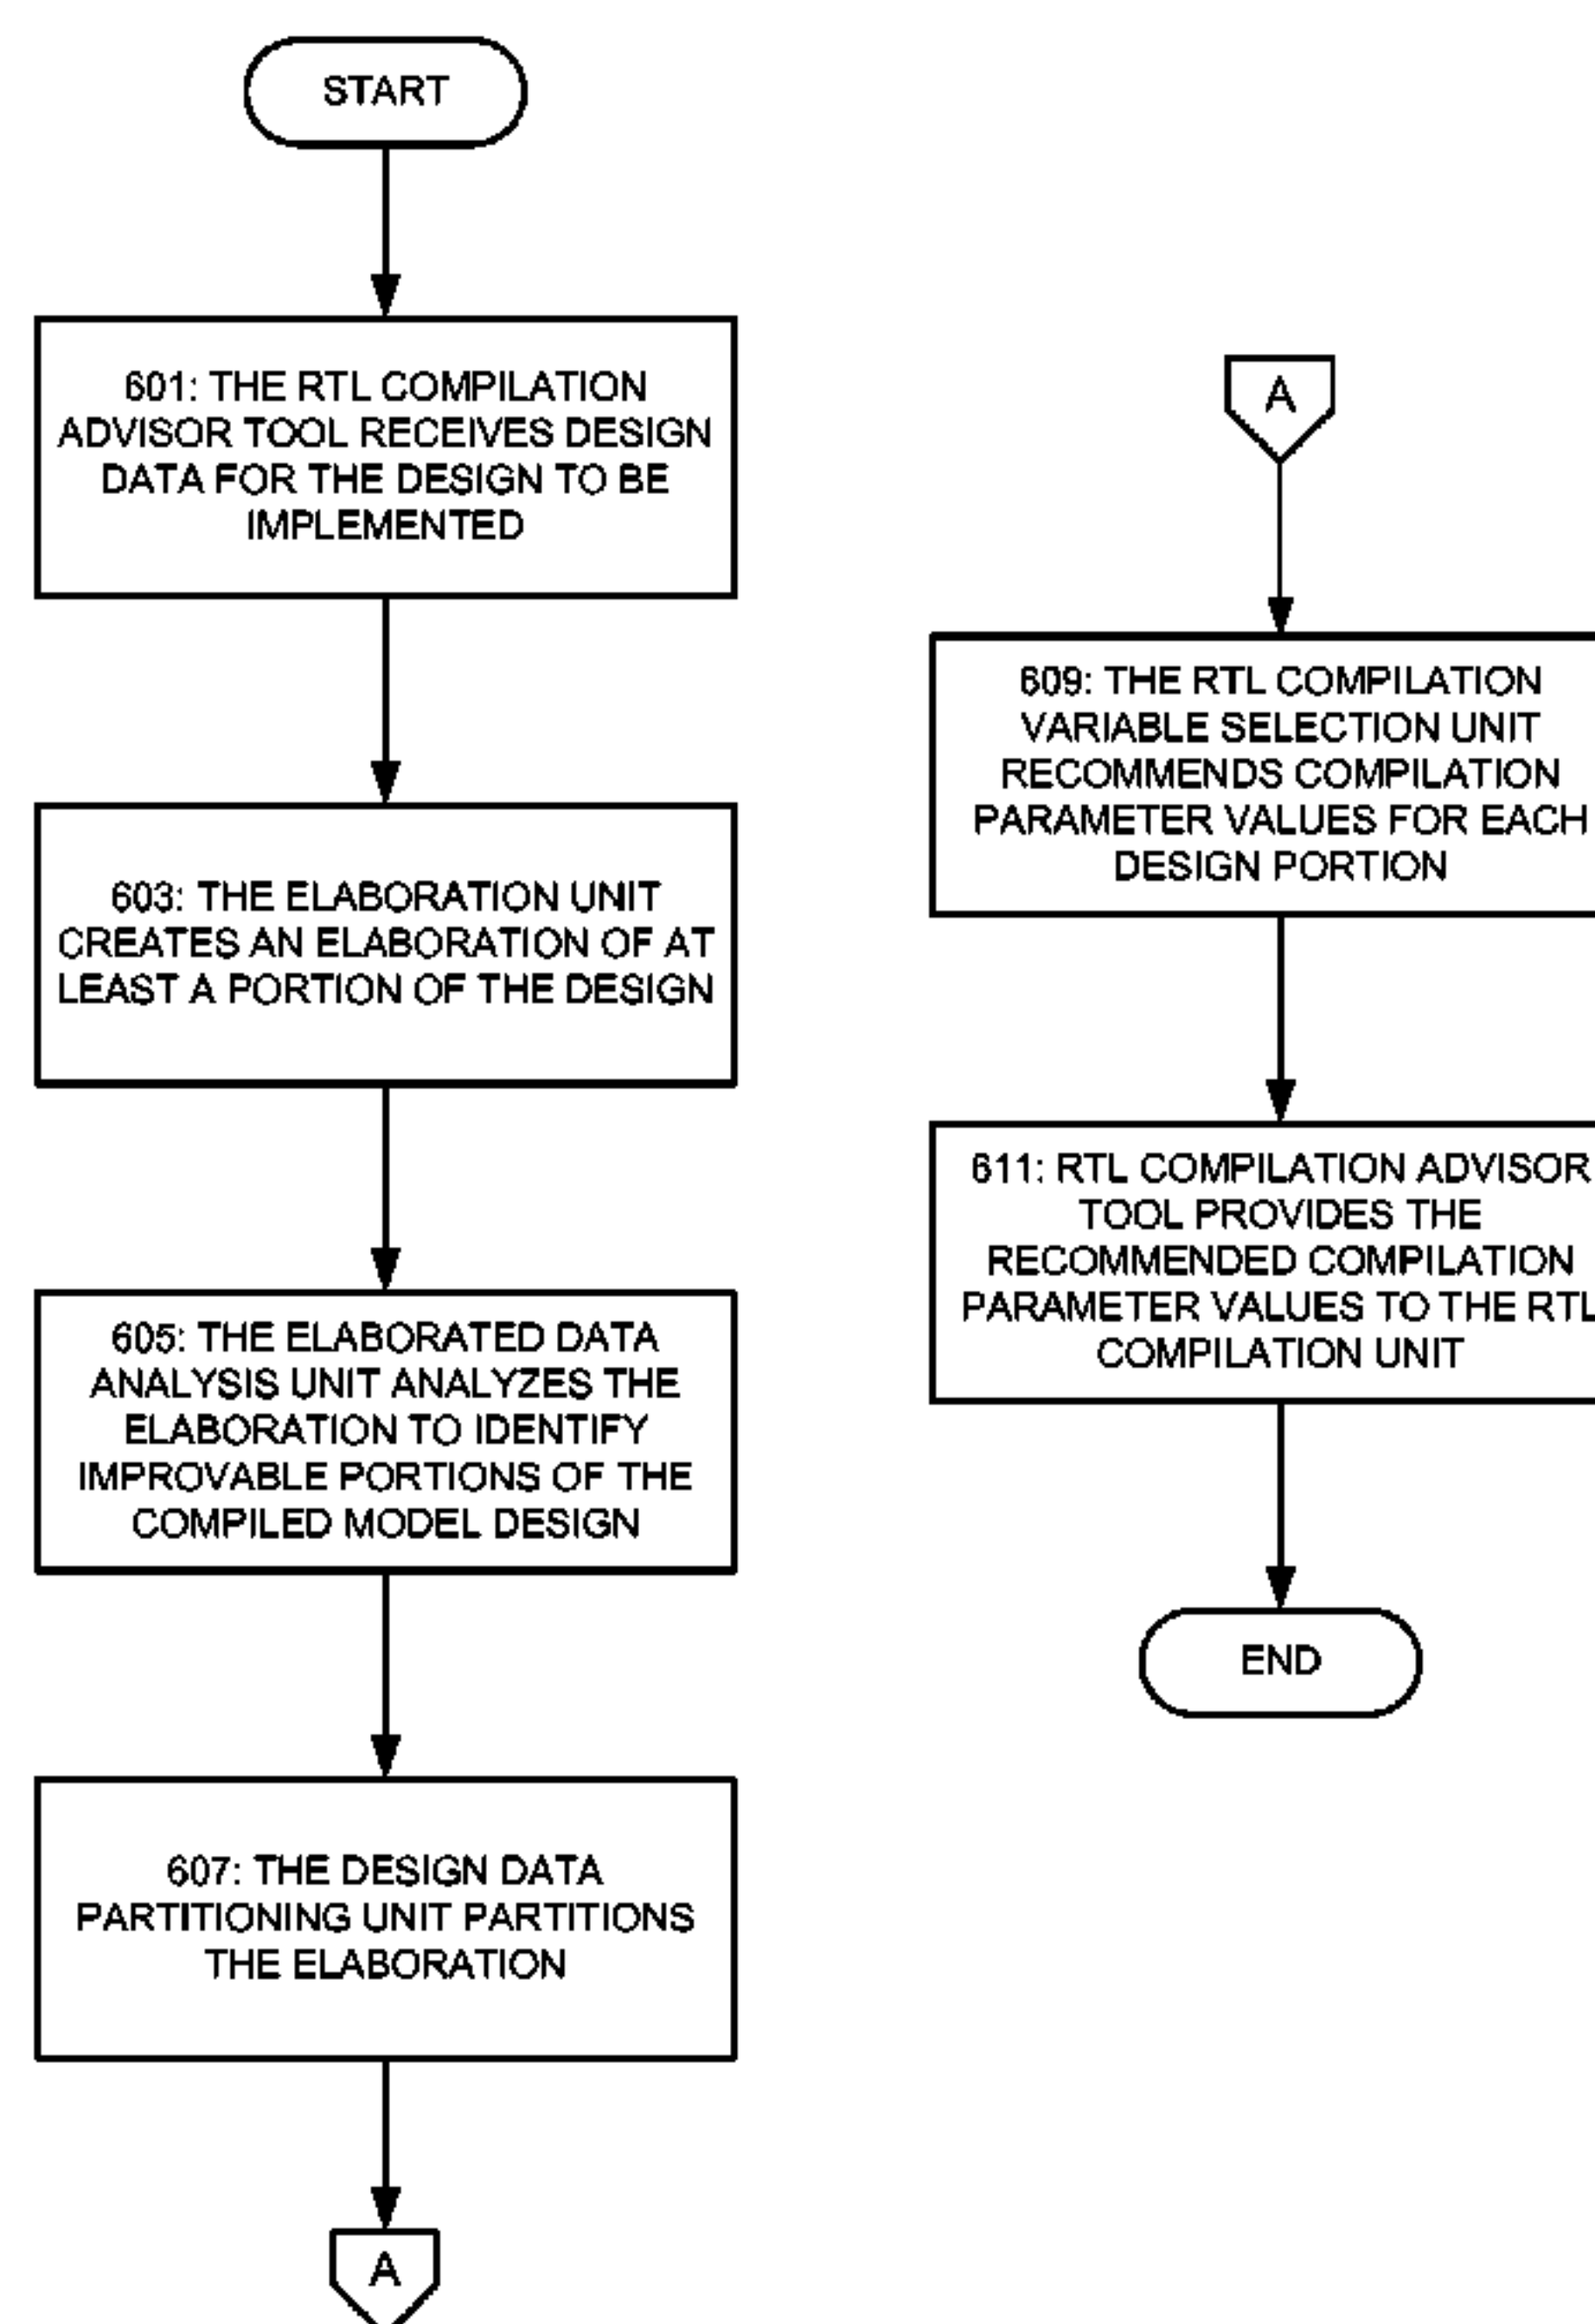 START
601: THE RTL COMPILATION
ADVISOR TOOL RECEIVES DESIGN
DATA FOR THE DESIGN TO BE
IMPLEMENTED
603: THE ELABORATION UNIT
CREATES AN ELABORATION OF AT
LEAST A PORTION OF THE DESIGN
605: THE ELABORATED DATA
ANALYSIS UNIT ANALYZES THE
ELABORATION TO IDENTIFY
IMPROVABLE PORTIONS OF THE
COMPILED MODEL DESIGN
607: THE DESIGN DATA
PARTITIONING UNIT PARTITIONS
THE ELABORATION
A
A
609: THE RTL COMPILATION
VARIABLE SELECTION UNIT
RECOMMENDS COMPILATION
PARAMETER VALUES FOR EACH
DESIGN PORTION
611: RTL COMPILATION ADVISOR
TOOL PROVIDES THE
RECOMMENDED COMPILATION
PARAMETER VALUES TO THE RTL
COMPILATION UNIT
END